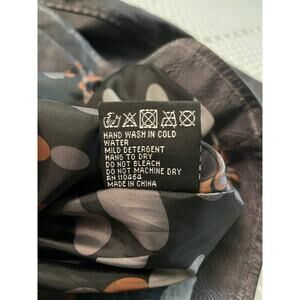 HAND WASH IN COLD
WATER
MILD DETERGENT
HANG TO DRY
DO NOT BLEACH
DO NOT MACHINE DRY
RN 110464
MADE IN CHINA